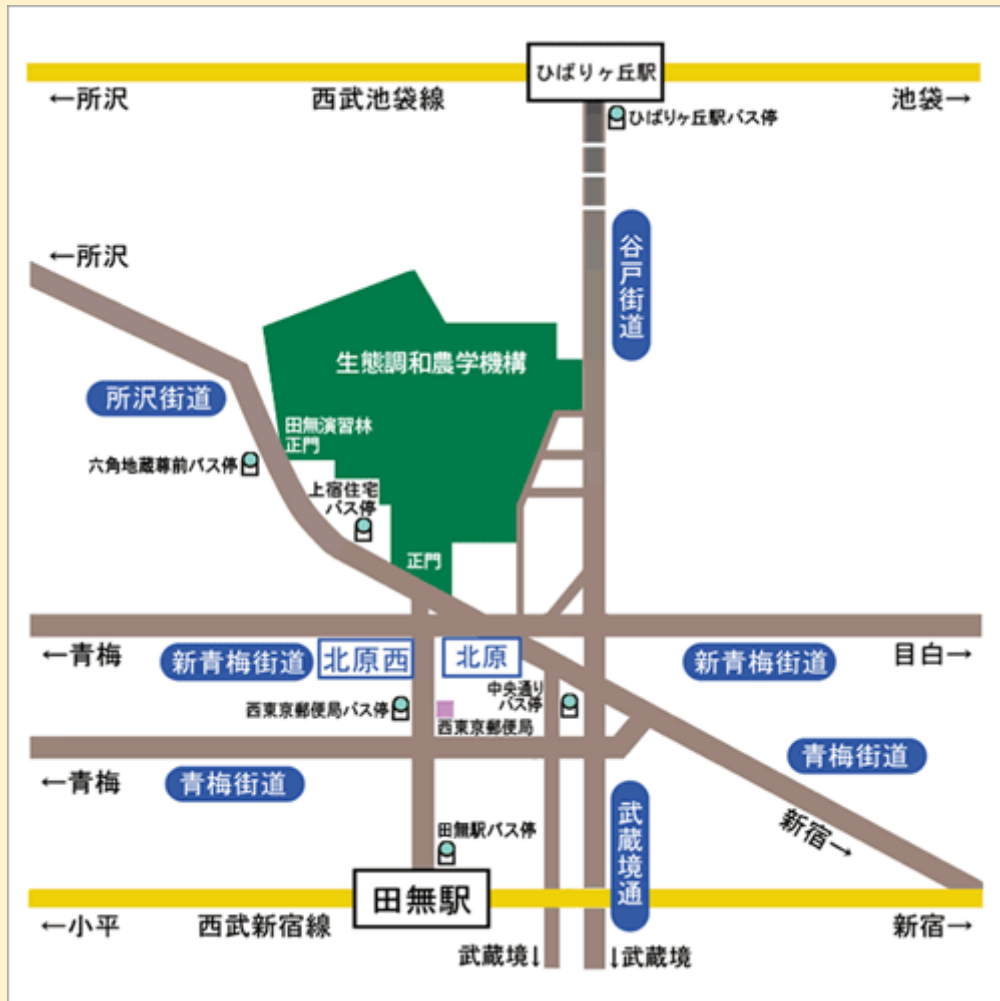 ひばりヶ丘駅
←所沢
西武池袋線
池袋→
ひばりヶ丘駅バス停
←所沢
谷戸街道
生態調和農学機構
所沢街道
田無演習林
正門
六角地蔵尊前バス停
上宿住宅
バス停
正門
←青梅
新青梅街道
北原西
北原
新青梅街道
目白→
西東京郵便局バス停
中央通り
バス停
西東京郵便局
←青梅
青梅街道
青梅街道
武蔵境通
新宿→
田無駅バス停
田無駅
←小平
西武新宿線
新宿→
武蔵境↓
↓武蔵境